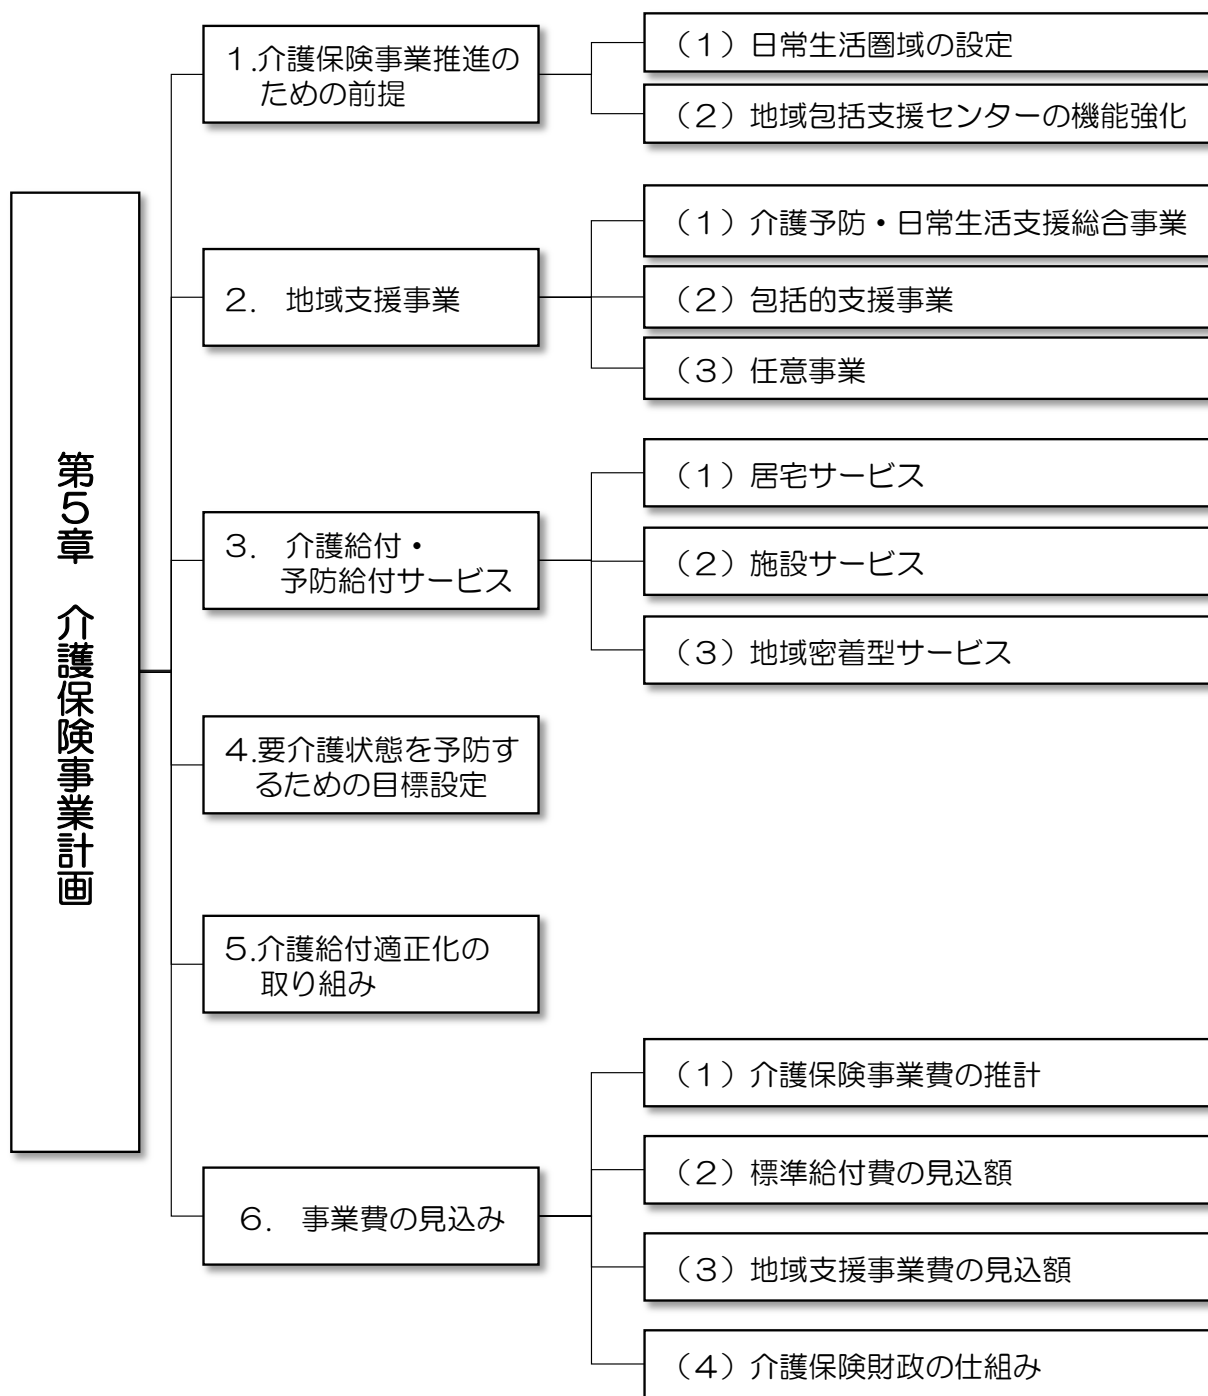 第５章　介護保険事業計画
１.介護保険事業推進の
ための前提
（１）日常生活圏域の設定
（２）地域包括支援センターの機能強化
２.　地域支援事業
（１）介護予防・日常生活支援総合事業
（２）包括的支援事業
（３）任意事業
３.　介護給付・
予防給付サービス
（１）居宅サービス
（２）施設サービス
（３）地域密着型サービス
４.要介護状態を予防す
るための目標設定
５.介護給付適正化の
取り組み
６.　事業費の見込み
（１）介護保険事業費の推計
（２）標準給付費の見込額
（３）地域支援事業費の見込額
（４）介護保険財政の仕組み